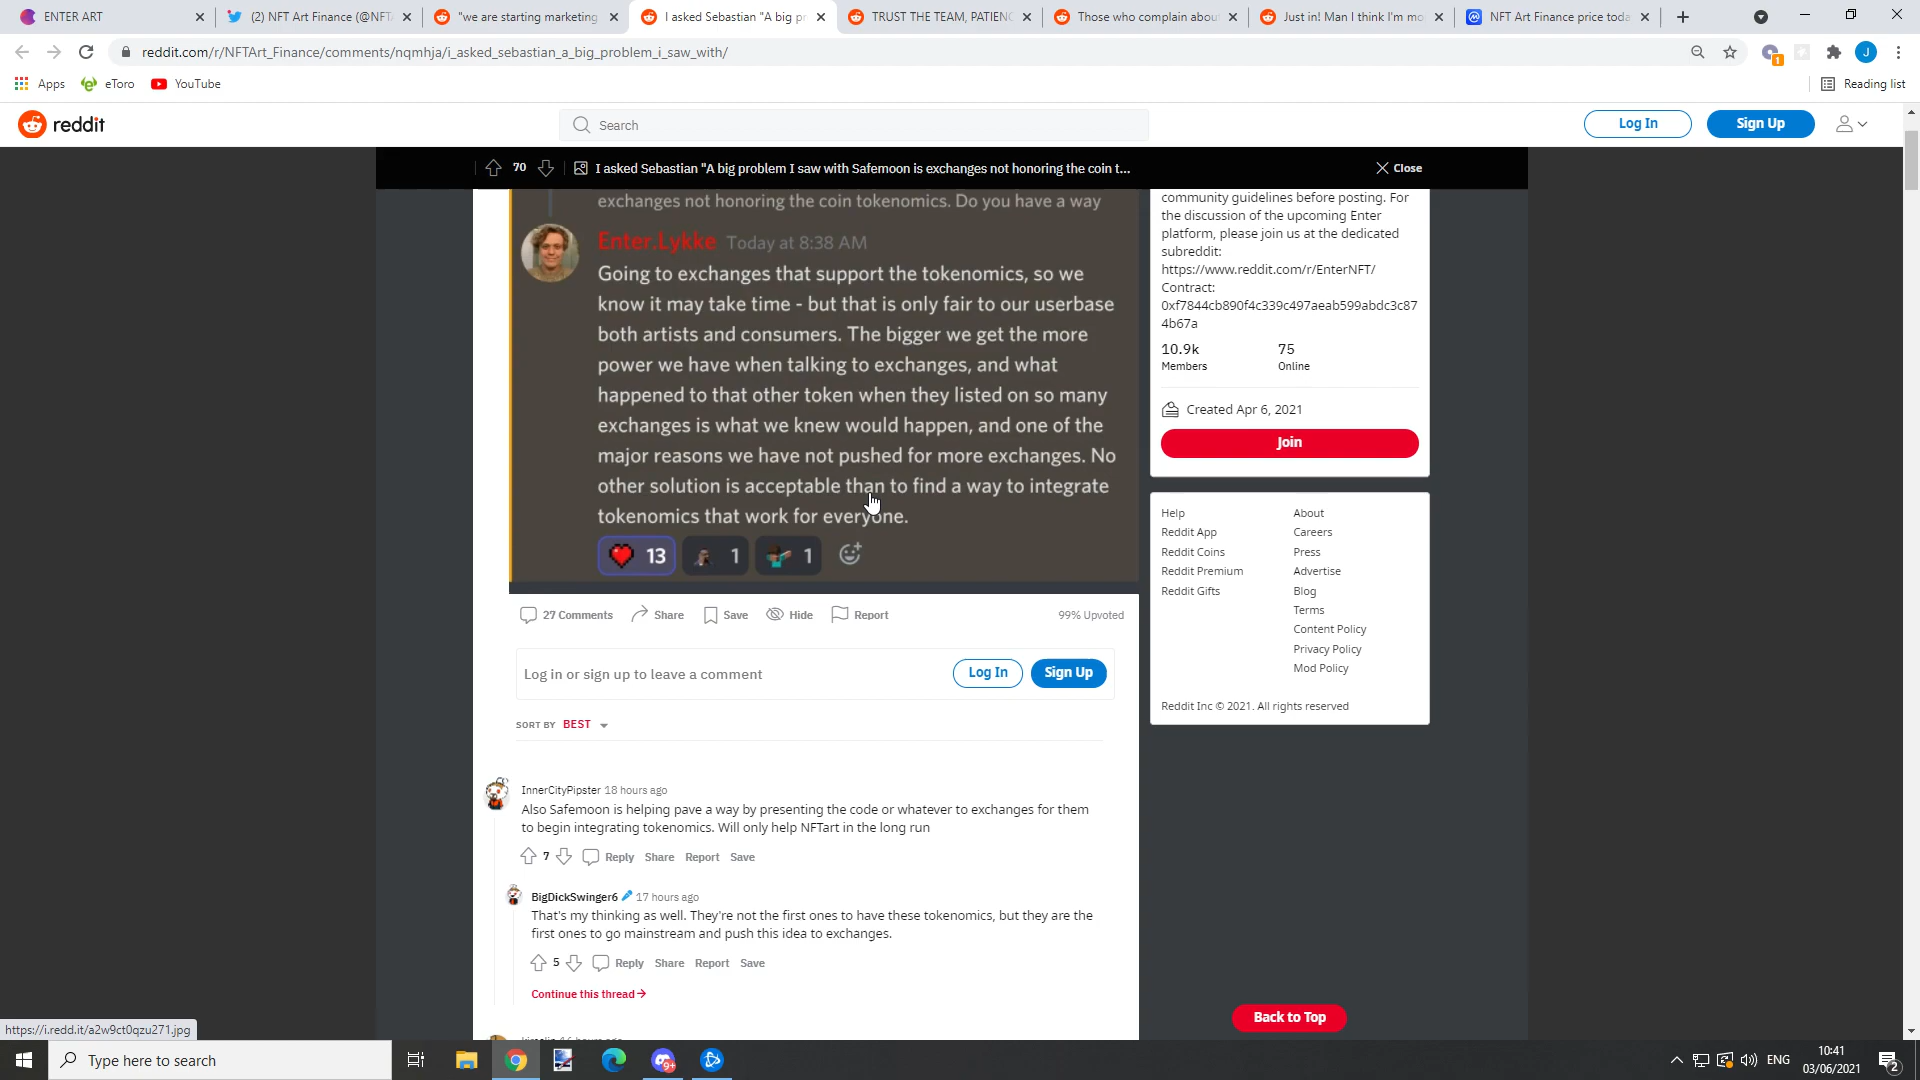 ENTER ART
(2) NFT Art Finance (@NFT
"we are starting marketing
I asked Sebastian "A big p
TRUST THE TEAM, PATIEN
Those who complain abou
Just in! Man I think I'm mo
NFT Art Finance price toda
reddit.com/r/NFTArt_Finance/comments/nqmhja/i_asked_sebastian_a_big_problem_i_saw_with/
1
J
Apps
eToro
YouTube
Reading list
reddit
Search
Log In
Sign Up
70
I asked Sebastian "A big problem I saw with Safemoon is exchanges not honoring the coin t...
Close
exchanges not honoring the coin tokenomics. Do you have a way
Enter.Lykke Today at 8:38 AM
Going to exchanges that support the tokenomics, so we
know it may take time - but that is only fair to our userbase
both artists and consumers. The bigger we get the more
power we have when talking to exchanges, and what
happened to that other token when they listed on so many
exchanges is what we knew would happen, and one of the
major reasons we have not pushed for more exchanges. No
other solution is acceptable than to find a way to integrate
tokenomics that work for everyone.
13
1
1
27 Comments
Share
Save
Hide
Report
99% Upvoted
Log in or sign up to leave a comment
Log In
Sign Up
SORT BY BEST
InnerCityPipster 18 hours ago
Also Safemoon is helping pave a way by presenting the code or whatever to exchanges for them
to begin integrating tokenomics. Will only help NFTart in the long run
7
Reply
Share
Report
Save
BigDickSwinger6 17 hours ago
That's my thinking as well. They're not the first ones to have these tokenomics, but they are the
first ones to go mainstream and push this idea to exchanges.
5
Reply
Share
Report
Save
Continue this thread
community guidelines before posting. For
the discussion of the upcoming Enter
platform, please join us at the dedicated
subreddit:
https://www.reddit.com/r/EnterNFT/
Contract:
0xf7844cb890f4c339c497aeab599abdc3c87
4b67a
10.9k
75
Members
Online
Created Apr 6, 2021
Join
Help
About
Reddit App
Careers
Reddit Coins
Press
Reddit Premium
Advertise
Reddit Gifts
Blog
Terms
Content Policy
Privacy Policy
Mod Policy
Reddit Inc © 2021. All rights reserved
Back to Top
https://i.redd.it/a2w9ct0qzu271.jpg
Type here to search
9+
ENG
10:41
03/06/2021
2